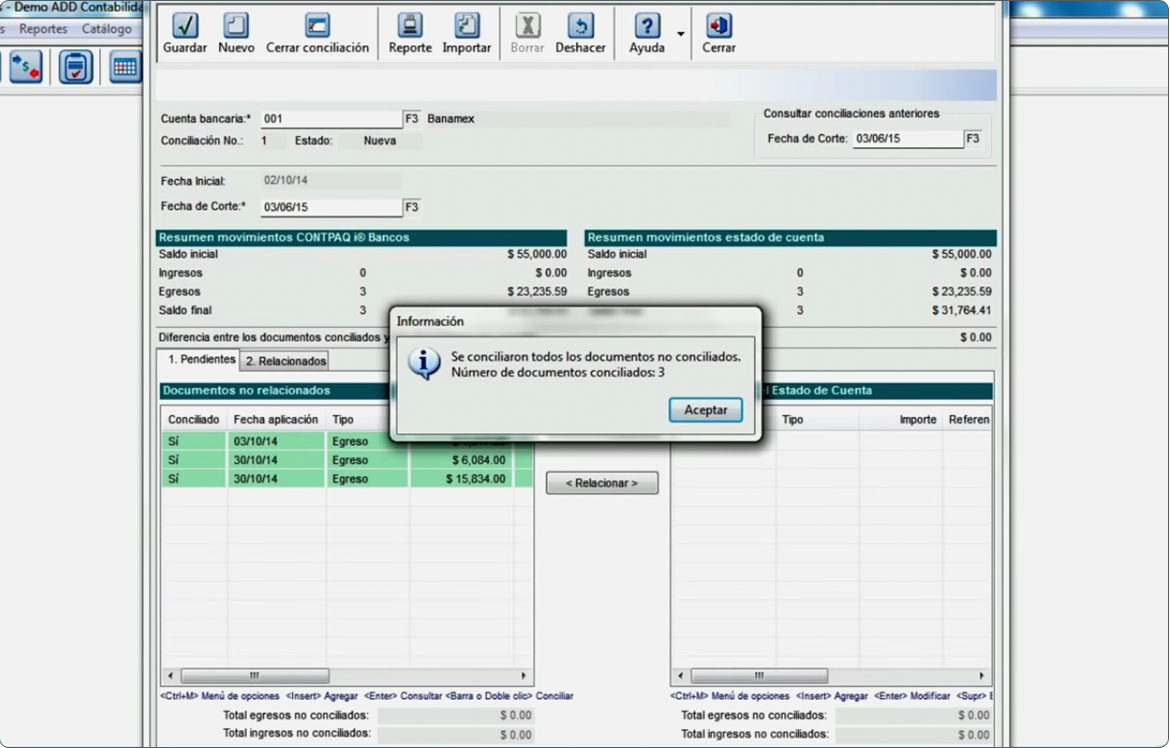 s - Demo ADD Contabilida
s Reportes Catálogo
Guardar Nuevo Cerrar conciliación Reporte Importar Borrar Deshacer Ayuda Cerrar
Cuenta bancaria:* 001 F3 Banamex
Consultar conciliaciones anteriores
Conciliación No.: 1 Estado: Nueva
Fecha de Corte: 03/06/15 F3
Fecha Inicial: 02/10/14
Fecha de Corte:* 03/06/15 F3
Resumen movimientos CONTPAQ i® Bancos
Resumen movimientos estado de cuenta
Saldo inicial $ 55,000.00 Saldo inicial $ 55,000.00
Ingresos 0 $ 0.00 Ingresos 0 $ 0.00
Egresos 3 $ 23,235.59 Egresos 3 $ 23,235.59
Saldo final 3 3 $ 31,764.41
Diferencia entre los documentos conciliados y $ 0.00
Información
Se conciliaron todos los documentos no conciliados.
Número de documentos conciliados: 3
Aceptar
1. Pendientes 2. Relacionados
Documentos no relacionados
l Estado de Cuenta
Conciliado Fecha aplicación Tipo
Tipo Importe Referen
Sí 03/10/14 Egreso
Sí 30/10/14 Egreso $ 6,084.00
Sí 30/10/14 Egreso $ 15,834.00
< Relacionar >
<Ctrl+M> Menú de opciones <Insert> Agregar <Enter> Consultar <Barra o Doble clic> Conciliar
<Ctrl+M> Menú de opciones <Insert> Agregar <Enter> Modificar <Supr> E
Total egresos no conciliados: $ 0.00
Total egresos no conciliados: $ 0.00
Total ingresos no conciliados: $ 0.00
Total ingresos no conciliados: $ 0.00